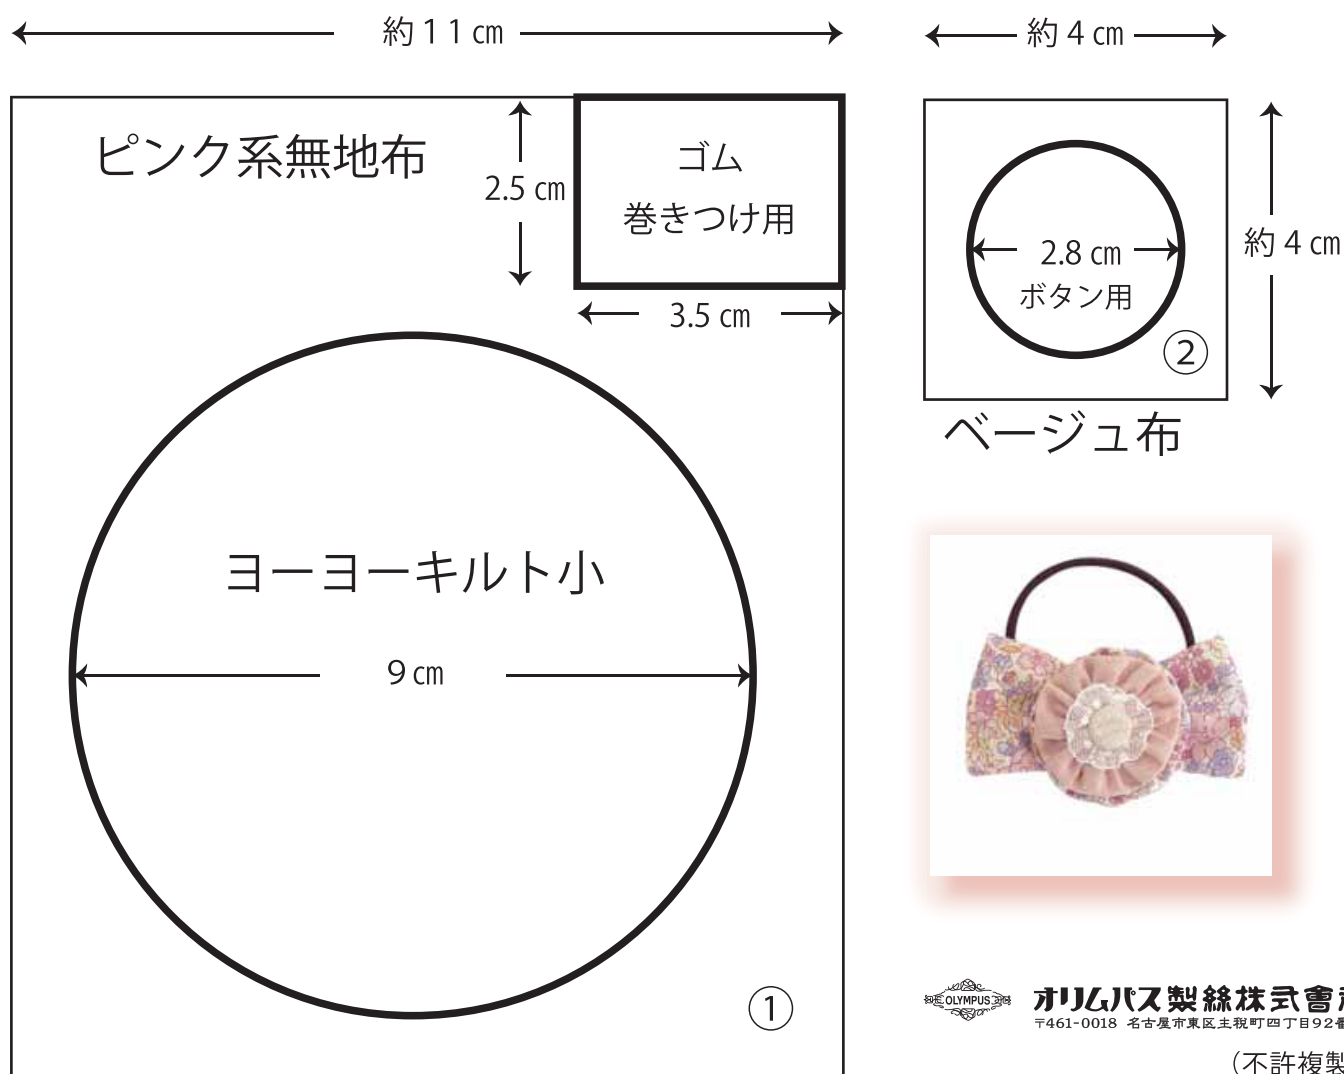 約11㎝
ピンク系無地布
2.5㎝
ゴム
巻きつけ用
3.5㎝
ヨーヨーキルト小
9㎝
①
約4㎝
2.8㎝
ボタン用
②
約4㎝
ベージュ布
OLYMPUS
オリムパス製絲株式會
〒461-0018 名古屋市東区主税町四丁目92
(不許複製